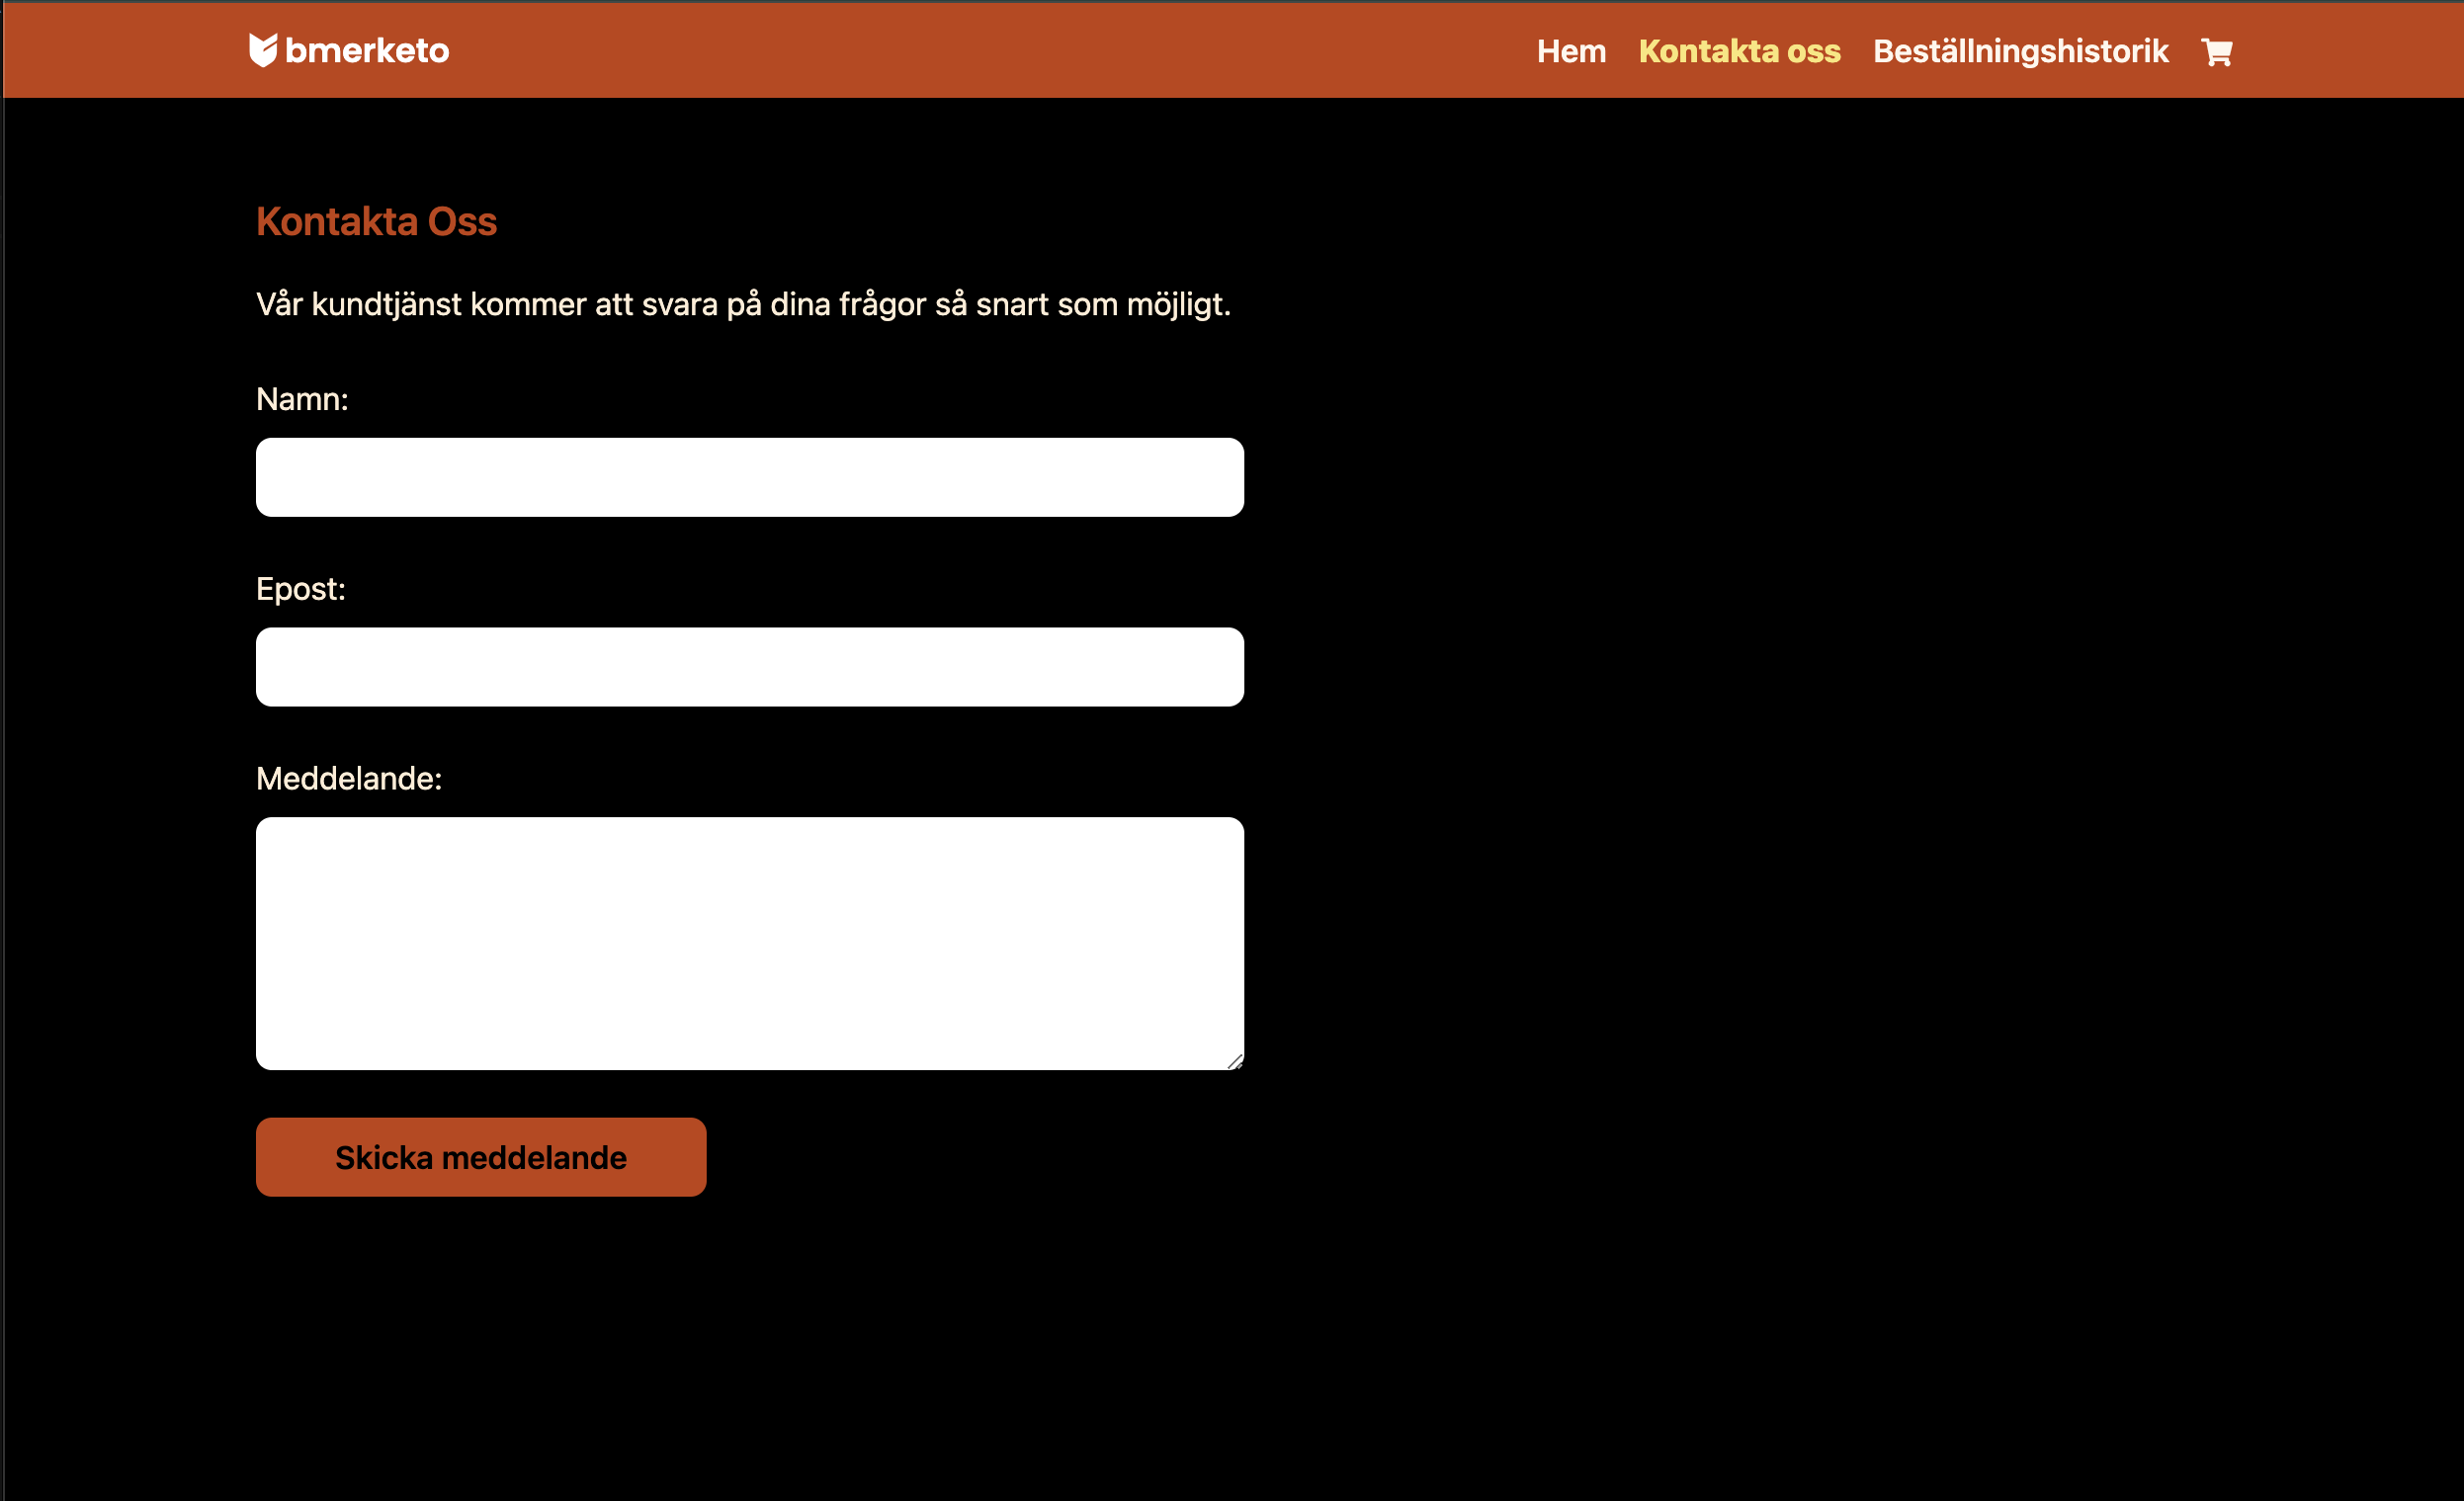 bmerketo
Hem Kontakta oss Beställningshistorik
Kontakta Oss
Vår kundtjänst kommer att svara på dina frågor så snart som möjligt.
Namn:
Epost:
Meddelande:
Skicka meddelande